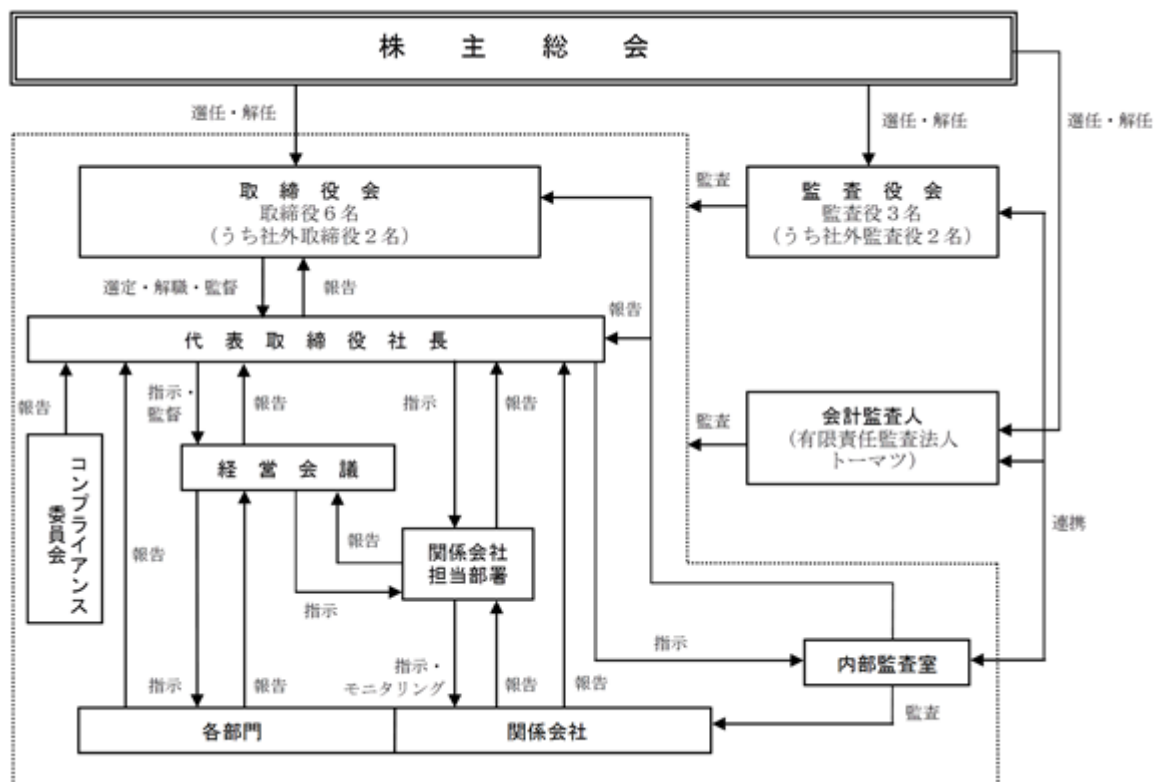 株主総会
選任・解任
選任・解任
選任・解任
取締役会
取締役６名
（うち社外取締役２名）
監査
監査役会
監査役３名
（うち社外監査役２名）
選定・解職・監督
報告
報告
代表取締役社長
報告
指示・
監督
報告
指示
報告
報告
監査
会計監査人
（有限責任監査法人
トーマツ）
コンプライアンス
委員会
経営会議
連携
報告
報告
関係会社
担当部署
指示
指示
内部監査室
指示
報告
指示・
モニタリング
報告
報告
監査
各部門
関係会社